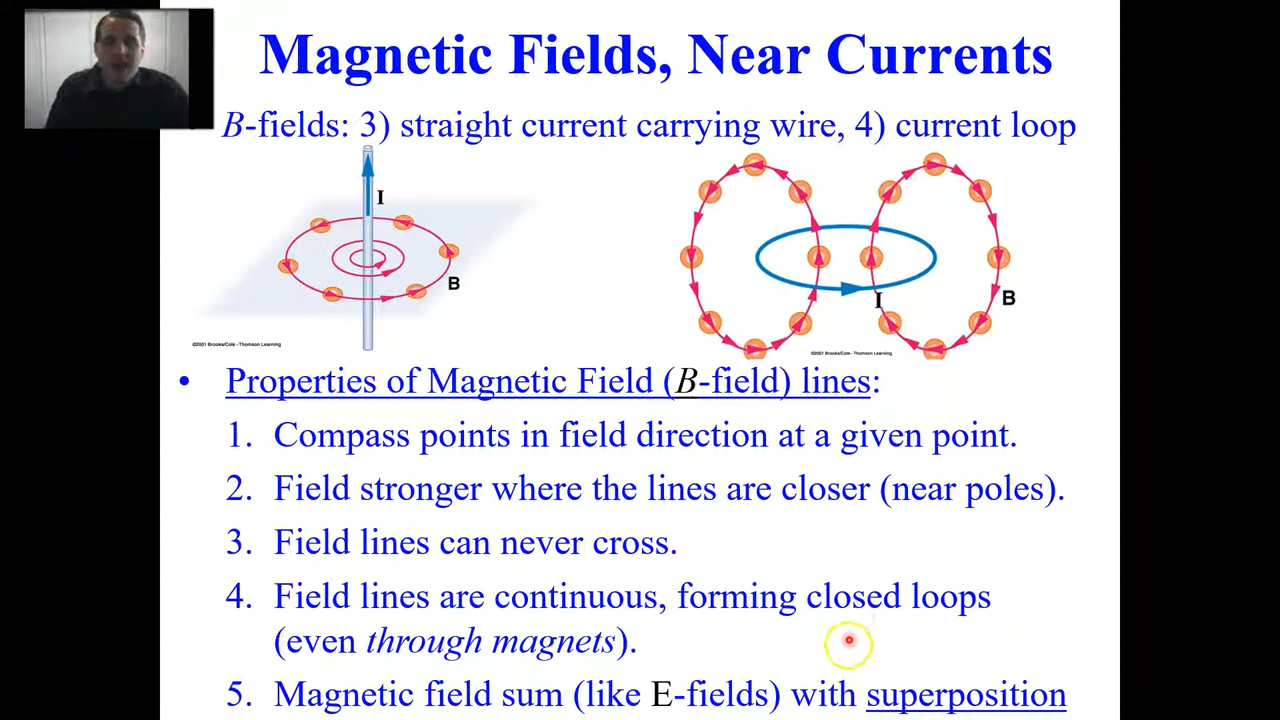 Magnetic Fields, Near Currents
B-fields: 3) straight current carrying wire, 4) current loop
I
B
©2001 Brooks/Cole - Thomson Learning
I
B
©2001 Brooks/Cole - Thomson Learning
• Properties of Magnetic Field (B-field) lines:
1. Compass points in field direction at a given point.
2. Field stronger where the lines are closer (near poles).
3. Field lines can never cross.
4. Field lines are continuous, forming closed loops
(even through magnets).
5. Magnetic field sum (like E-fields) with superposition